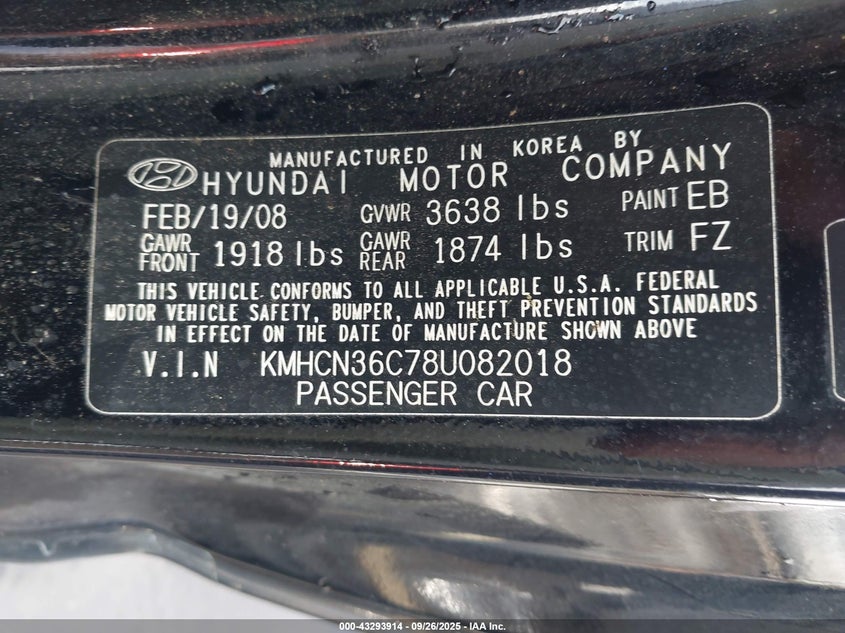 MANUFACTURED IN KOREA BY
HYUNDAI MOTOR COMPANY
FEB/19/08 GVWR 3638 lbs PAINT EB
GAWR FRONT 1918 lbs GAWR REAR 1874 lbs TRIM FZ
THIS VEHICLE CONFORMS TO ALL APPLICABLE U.S.A. FEDERAL
MOTOR VEHICLE SAFETY, BUMPER, AND THEFT PREVENTION STANDARDS
IN EFFECT ON THE DATE OF MANUFACTURE SHOWN ABOVE
V.I.N KMHCN36C78U082018
PASSENGER CAR
000-43293914 - 09/26/2025 - IAA Inc.